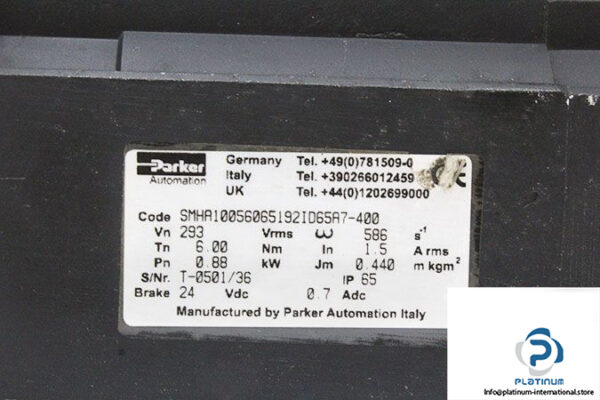 Parker Automation
Germany Tel. +49(0)781509-0
Italy Tel. +390266012459
UK Tel. +44(0)1202699000
Code SMHA10056065192ID65A7-400
Vn 293 Vrms ω 586 s⁻¹
Tn 6.00 Nm In 1.5 A rms
Pn 0.88 kW Jm 0.440 m kgm²
S/Nr. T-0501/36 IP 65
Brake 24 Vdc 0.7 Adc
Manufactured by Parker Automation Italy
PLATINUM
Info@platinum-international.store